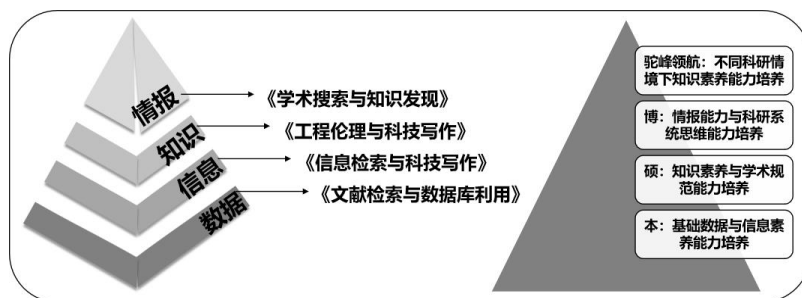 情报
《学术搜索与知识发现》
知识
《工程伦理与科技写作》
信息
《信息检索与科技写作》
数据
《文献检索与数据库利用》
驼峰领航：不同科研情
境下知识素养能力培养
博：情报能力与科研系
统思维能力培养
硕：知识素养与学术规
范能力培养
本：基础数据与信息素
养能力培养